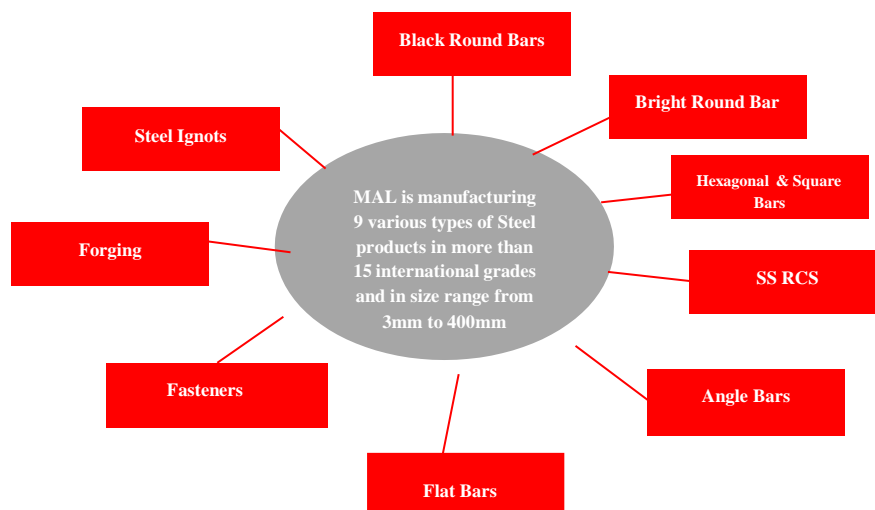 Black Round Bars
Bright Round Bar
Steel Ignots
Hexagonal & Square
Bars
MAL is manufacturing
9 various types of Steel
products in more than
15 international grades
and in size range from
3mm to 400mm
Forging
SS RCS
Fasteners
Angle Bars
Flat Bars